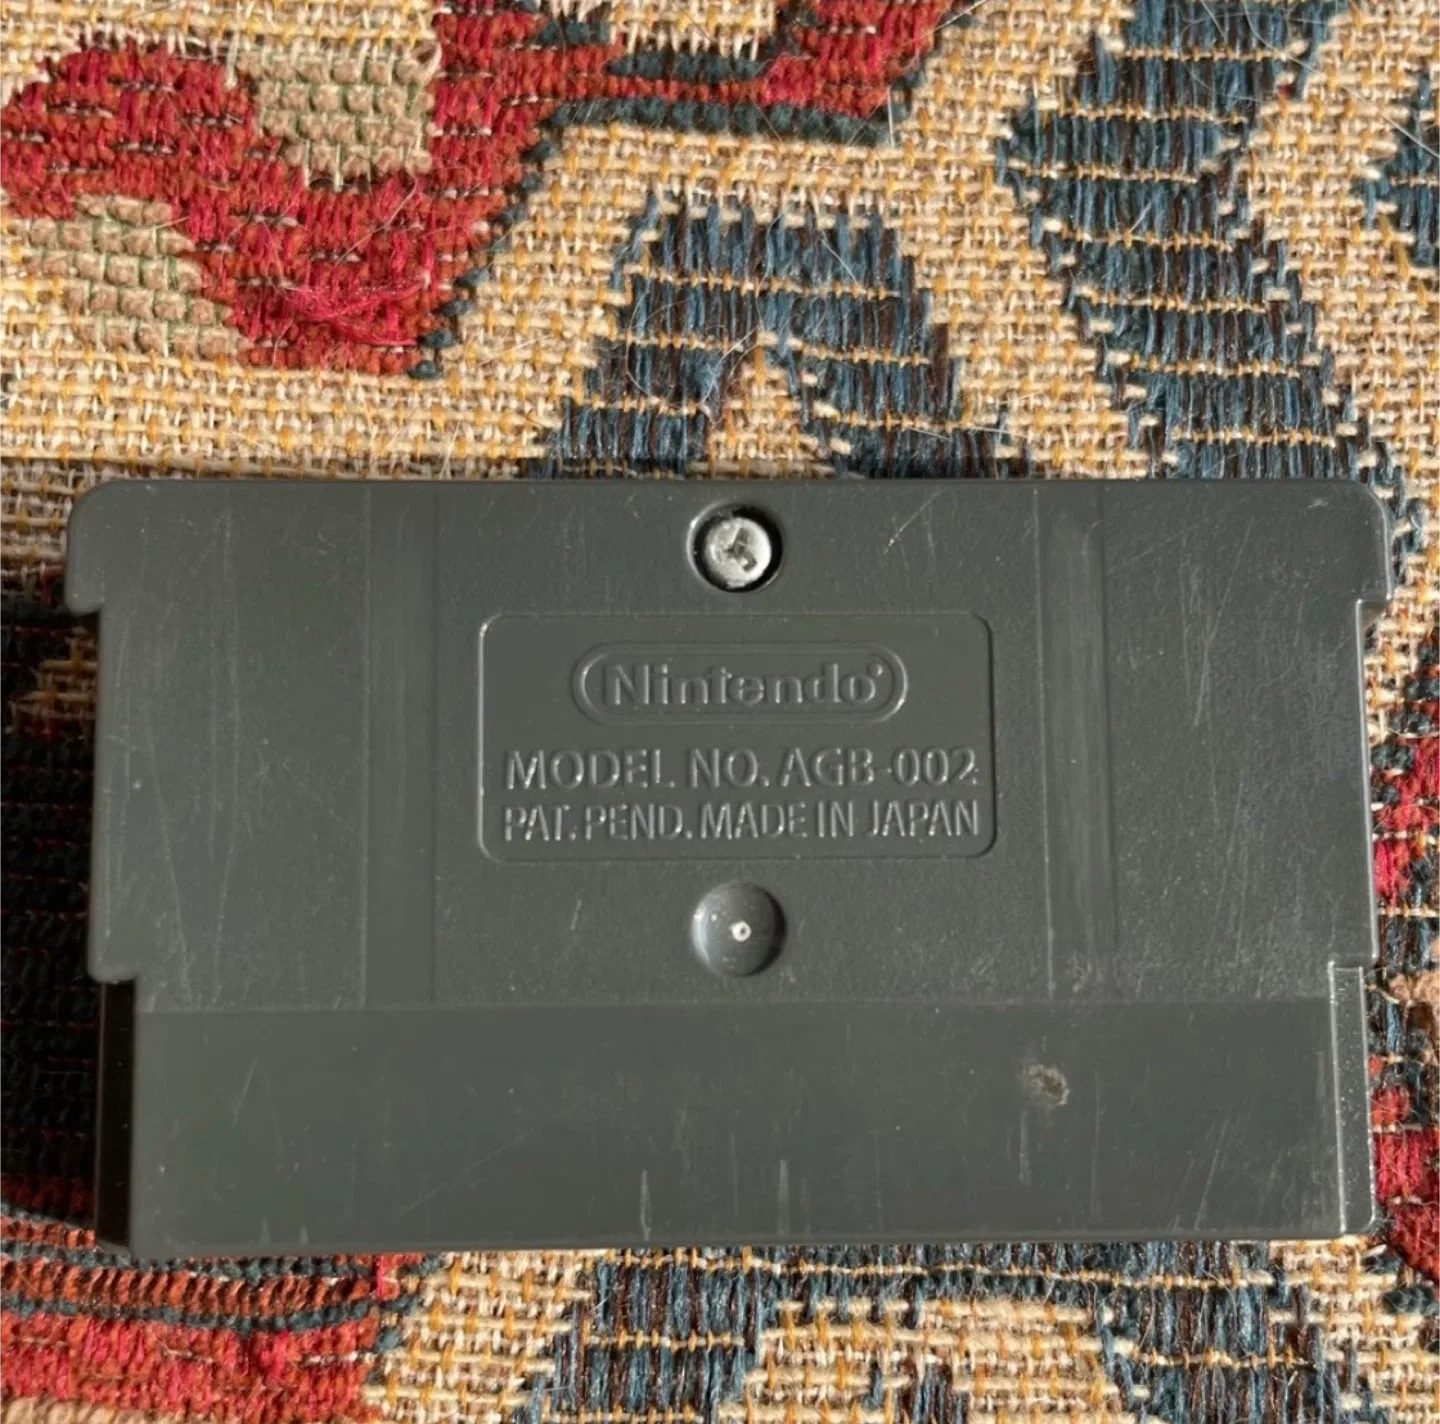 Nintendo
MODEL NO. AGB-002
PAT. PEND. MADE IN JAPAN